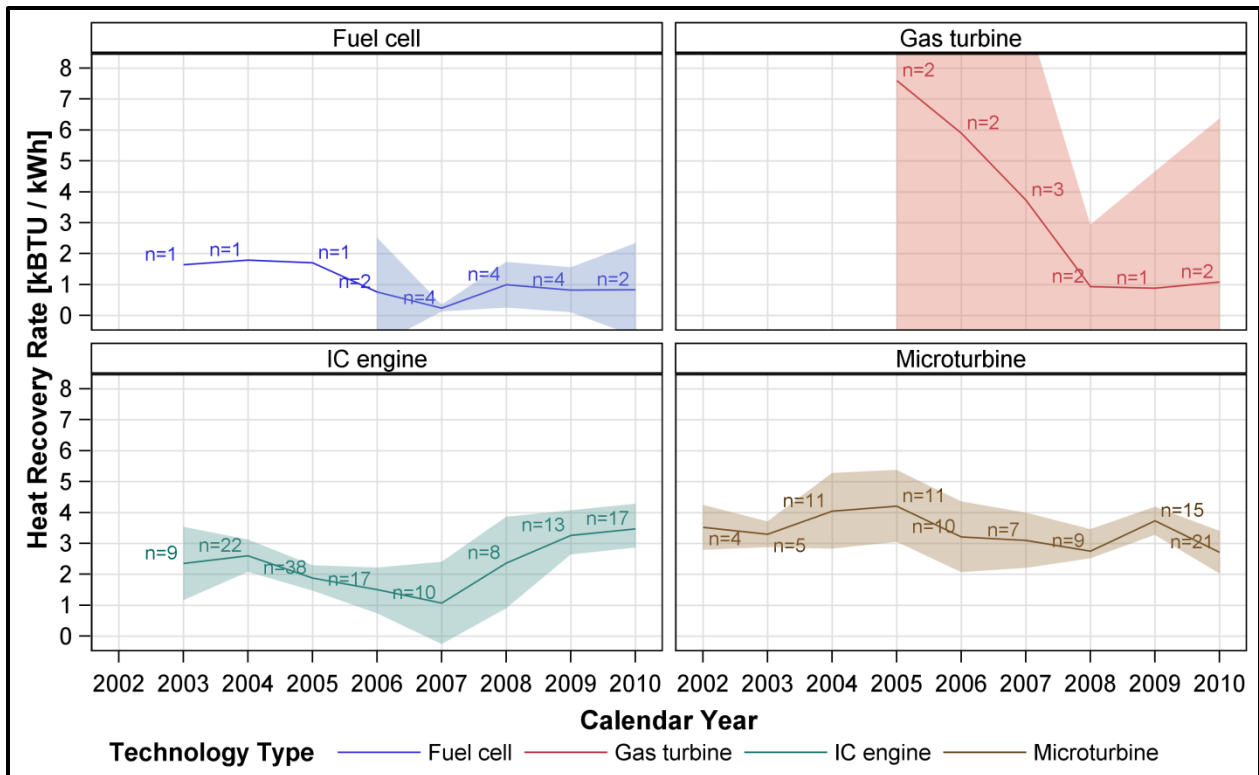 Fuel cell
Gas turbine
Heat Recovery Rate [kBTU / kWh]
8
7
6
5
4
3
2
1
0
n=1
n=1
n=1
n=2
n=4
n=4
n=4
n=2
n=2
n=2
n=3
n=2
n=1
n=2
IC engine
Microturbine
8
7
6
5
4
3
2
1
0
n=9
n=22
n=38
n=17
n=10
n=8
n=13
n=17
n=4
n=5
n=11
n=11
n=10
n=7
n=9
n=15
n=21
2002 2003 2004 2005 2006 2007 2008 2009 2010
2002 2003 2004 2005 2006 2007 2008 2009 2010
Calendar Year
Technology Type Fuel cell Gas turbine IC engine Microturbine